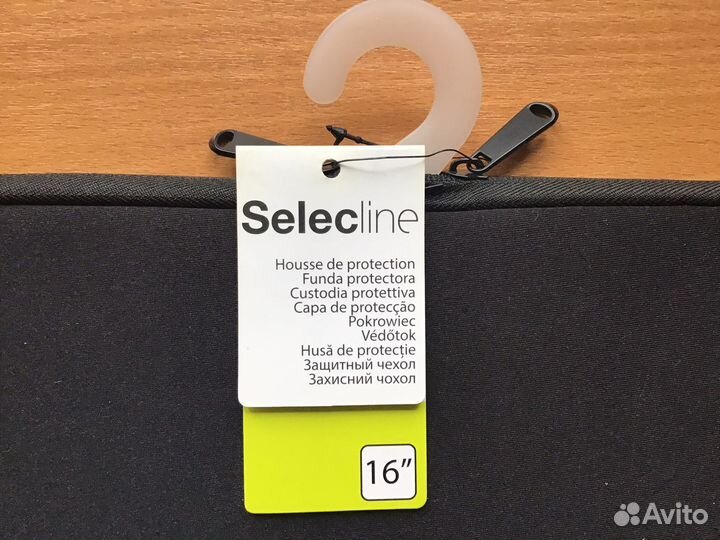 Selecline
Housse de protection
Funda protectora
Custodia protettiva
Capa de protecção
Pokrowiec
Védőtok
Husă de protecție
Защитный чехол
Захисний чохол
16”
Avito